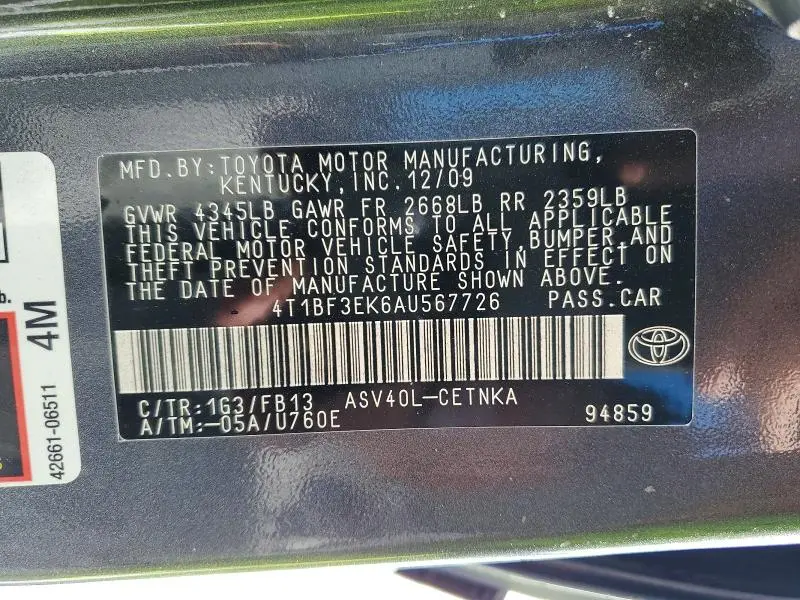 MFD.BY:TOYOTA MOTOR MANUFACTURING,
KENTUCKY,INC.12/09
GVWR 4345LB GAWR FR 2668LB RR 2359LB
THIS VEHICLE CONFORMS TO ALL APPLICABLE
FEDERAL MOTOR VEHICLE SAFETY,BUMPER,AND
THEFT PREVENTION STANDARDS IN EFFECT ON
THE DATE OF MANUFACTURE SHOWN ABOVE.
4T1BF3EK6AU567726 PASS.CAR
C/TR:1G3/FB13 ASV40L-CETNKA
A/TM:-05A/U760E 94859
b.
4M
42661-06511